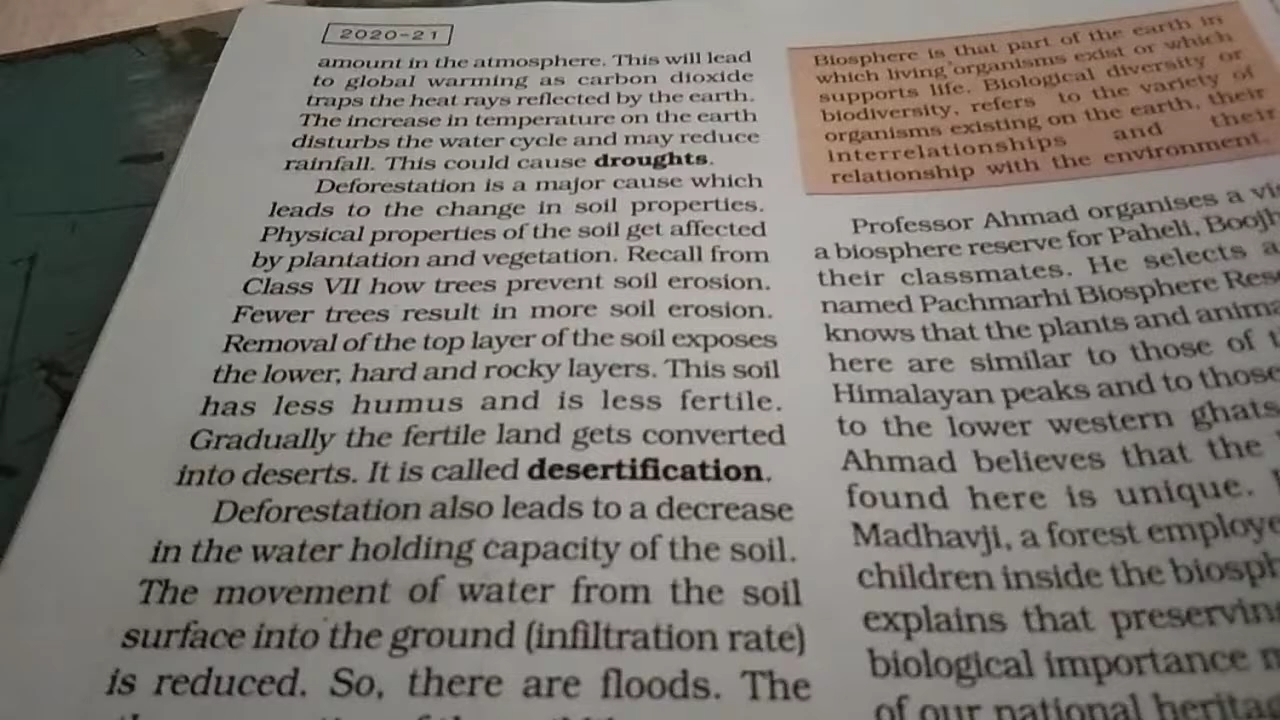 2020-21
amount in the atmosphere. This will lead
to global warming as carbon dioxide
traps the heat rays reflected by the earth.
The increase in temperature on the earth
disturbs the water cycle and may reduce
rainfall. This could cause droughts.
Deforestation is a major cause which
leads to the change in soil properties.
Physical properties of the soil get affected
by plantation and vegetation. Recall from
Class VII how trees prevent soil erosion.
Fewer trees result in more soil erosion.
Removal of the top layer of the soil exposes
the lower, hard and rocky layers. This soil
has less humus and is less fertile.
Gradually the fertile land gets converted
into deserts. It is called desertification.
Deforestation also leads to a decrease
in the water holding capacity of the soil.
The movement of water from the soil
surface into the ground (infiltration rate)
is reduced. So, there are floods. The
Biosphere is that part of the earth in
which living organisms exist or which
supports life. Biological diversity or
biodiversity, refers to the variety of
organisms existing on the earth, their
interrelationships and their
relationship with the environment.
Professor Ahmad organises a
a biosphere reserve for Paheli,
their classmates. He selects
named Pachmarhi Biosphere
knows that the plants and
here are similar to those of
Himalayan peaks and to those
to the lower western ghats
Ahmad believes that the
found here is unique.
Madhavji, a forest
children inside the
explains that
biological importance
of our national